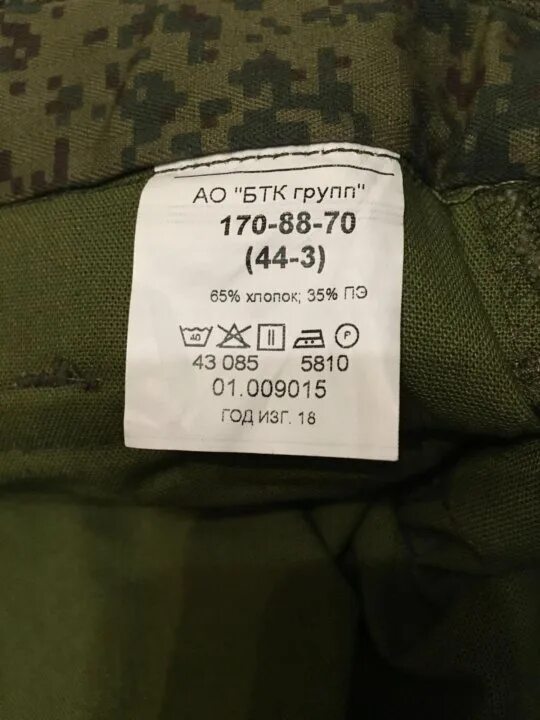 АО "БТК групп"
170-88-70
(44-3)
65% хлопок; 35% ПЭ
40 P
43 085 5810
01.009015
ГОД ИЗГ. 18